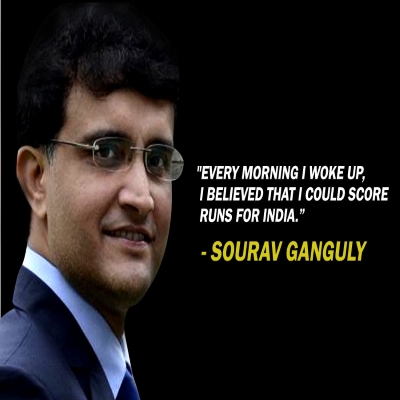 "EVERY MORNING I WOKE UP,
I BELIEVED THAT I COULD SCORE
RUNS FOR INDIA.”
- SOURAV GANGULY